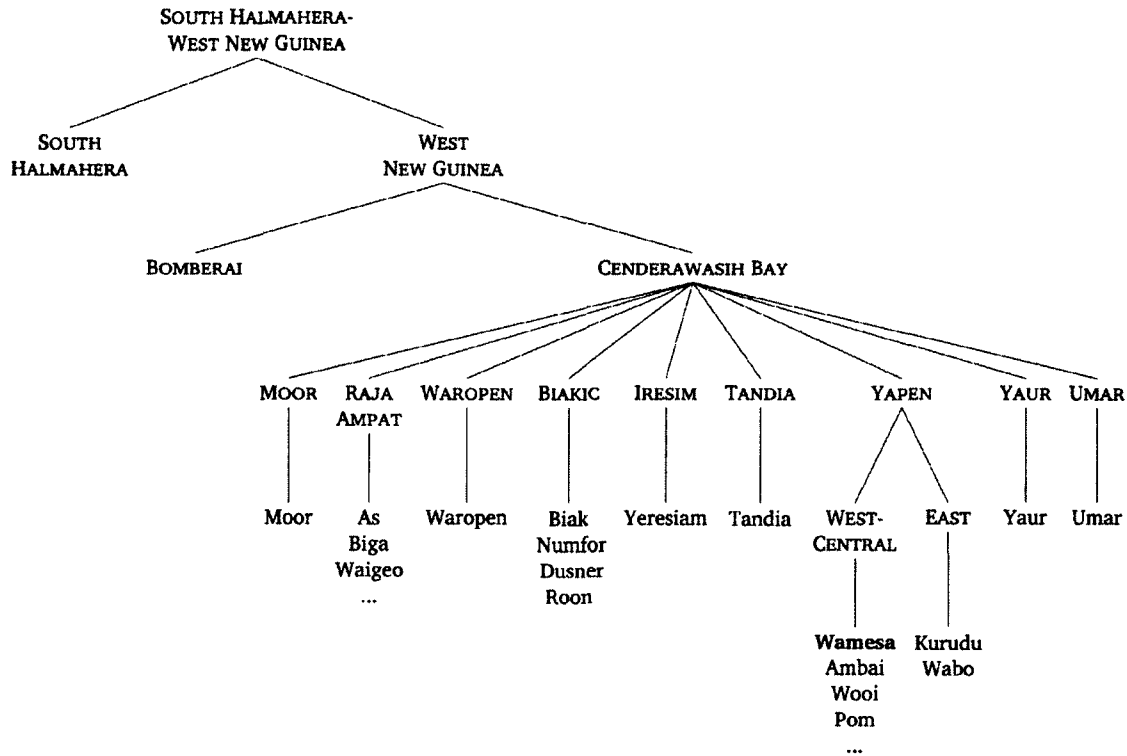 SOUTH HALMAHERA-
WEST NEW GUINEA
SOUTH
HALMAHERA
WEST
NEW GUINEA
BOMBERAI
CENDERAWASIH BAY
MOOR
RAJA
AMPAT
WAROPEN
BIAKIC
IRESIM
TANDIA
YAPEN
YAUR
UMAR
Moor
As
Biga
Waigeo
...
Waropen
Biak
Numfor
Dusner
Roon
Yeresiam
Tandia
WEST-
CENTRAL
EAST
Yaur
Umar
Wamesa
Ambai
Wooi
Pom
...
Kurudu
Wabo